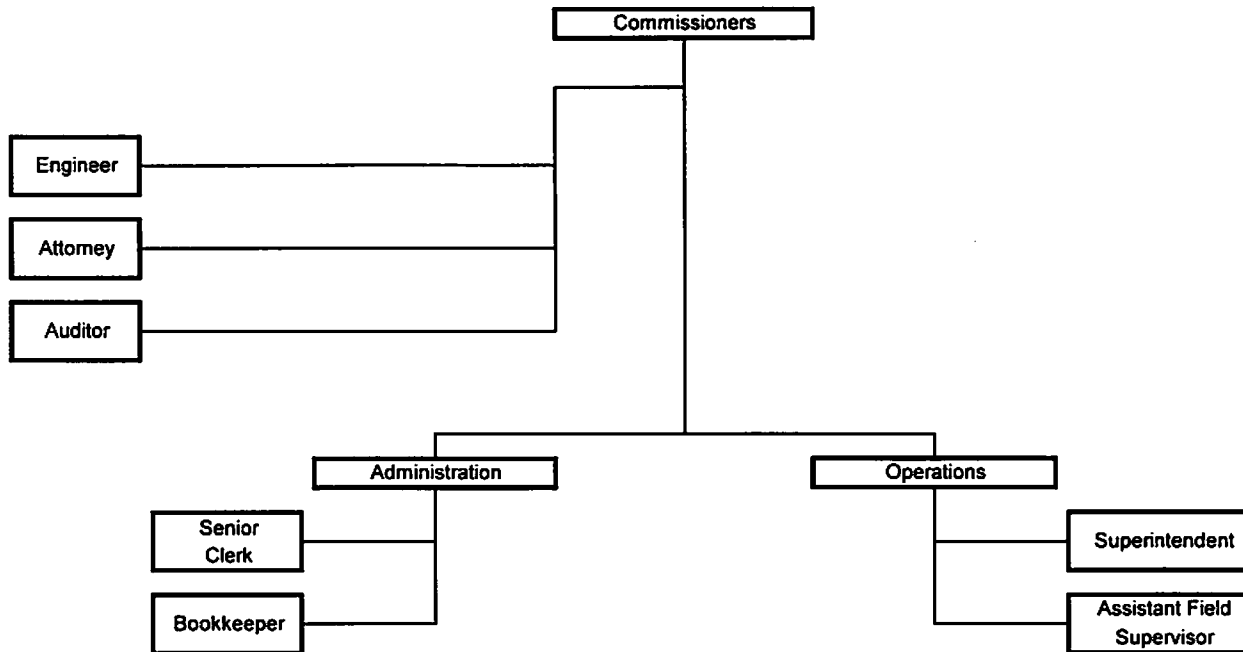 Commissioners
Engineer
Attorney
Auditor
Administration
Operations
Senior
Clerk
Superintendent
Bookkeeper
Assistant Field
Supervisor